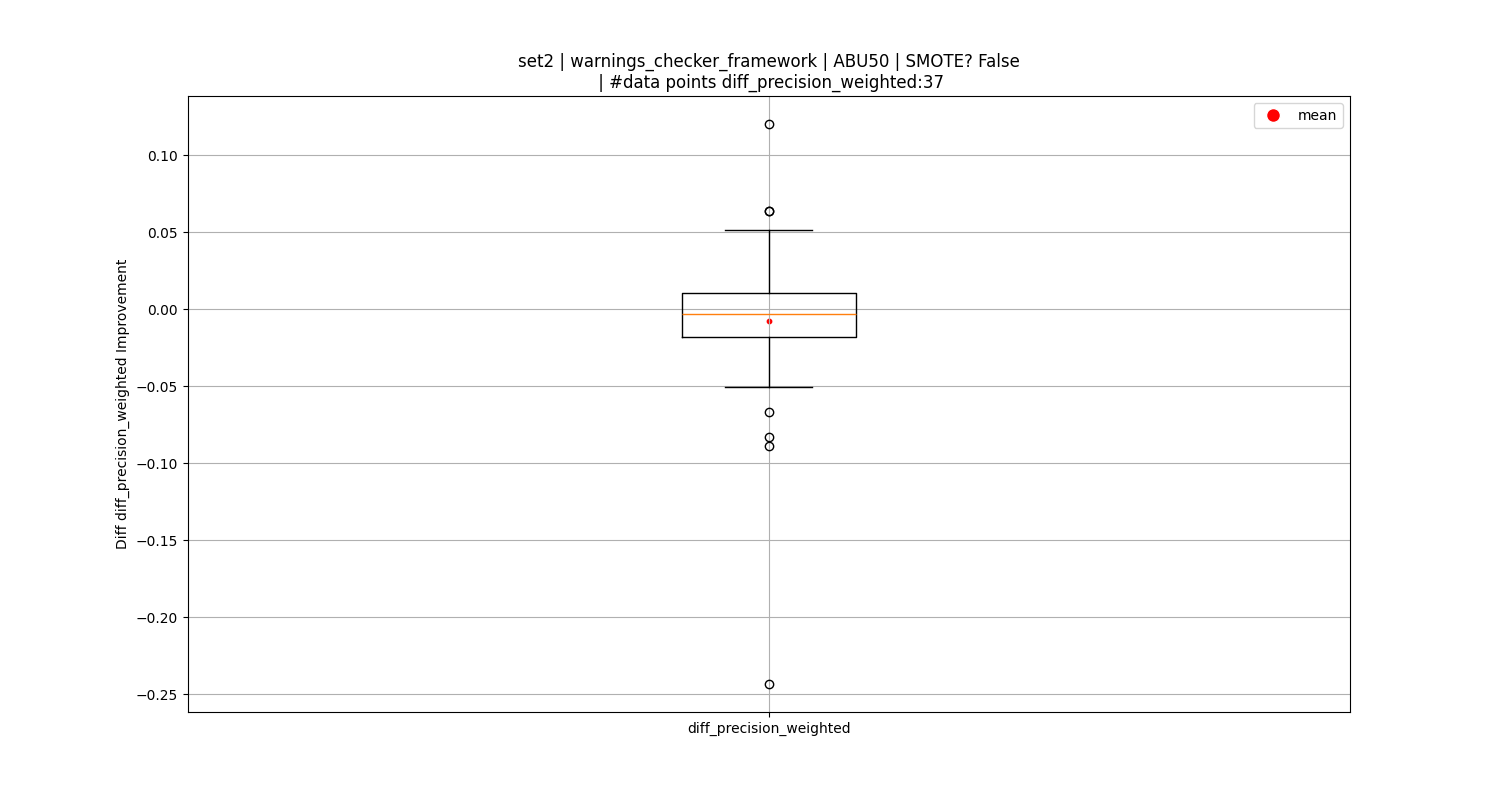 set2 | warnings_checker_framework | ABU50 | SMOTE? False
| #data points diff_precision_weighted:37
mean
0.10
0.05
0.00
−0.05
−0.10
−0.15
−0.20
−0.25
Diff diff_precision_weighted Improvement
diff_precision_weighted